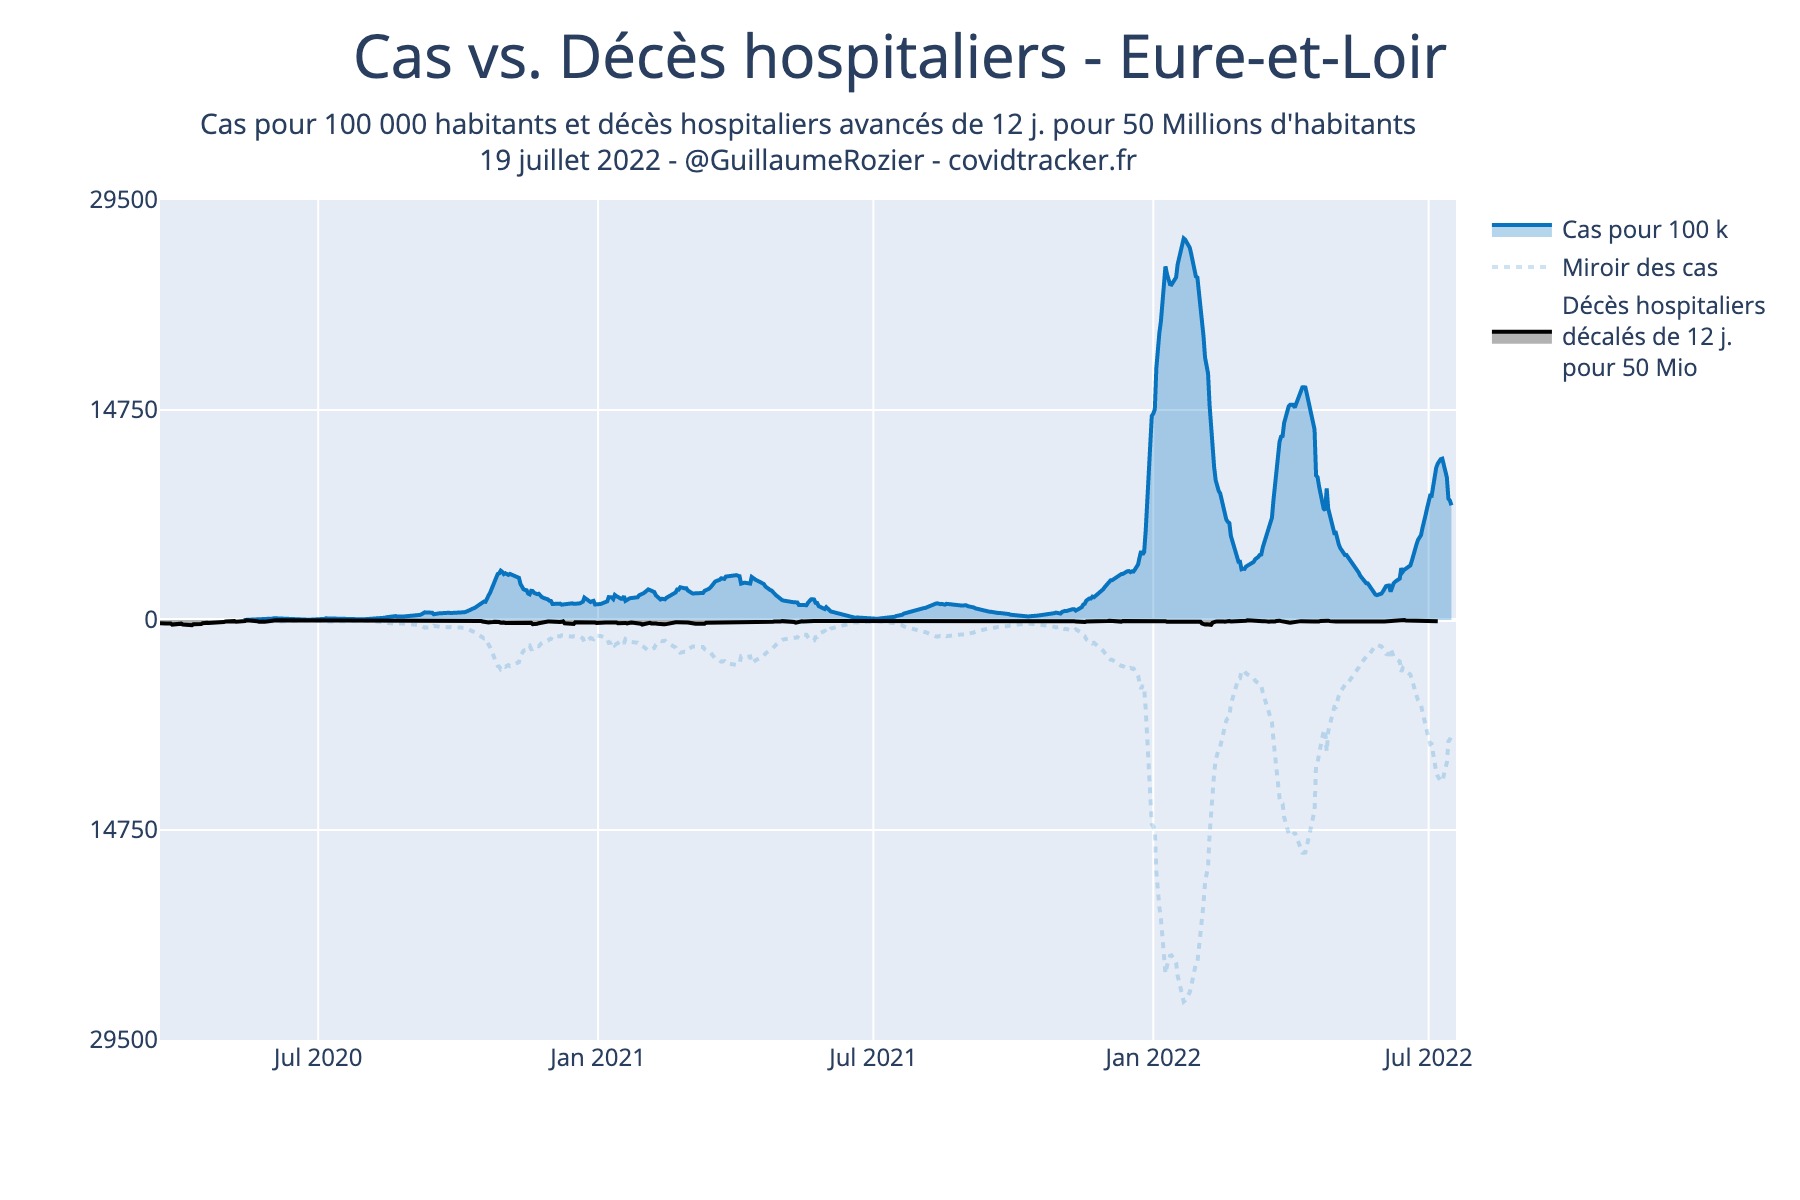 Cas vs. Décès hospitaliers - Eure-et-Loir
Cas pour 100 000 habitants et décès hospitaliers avancés de 12 j. pour 50 Millions d'habitants
19 juillet 2022 - @GuillaumeRozier - covidtracker.fr
29500
14750
0
14750
29500
Jul 2020
Jan 2021
Jul 2021
Jan 2022
Jul 2022
Cas pour 100 k
Miroir des cas
Décès hospitaliers
décalés de 12 j.
pour 50 Mio